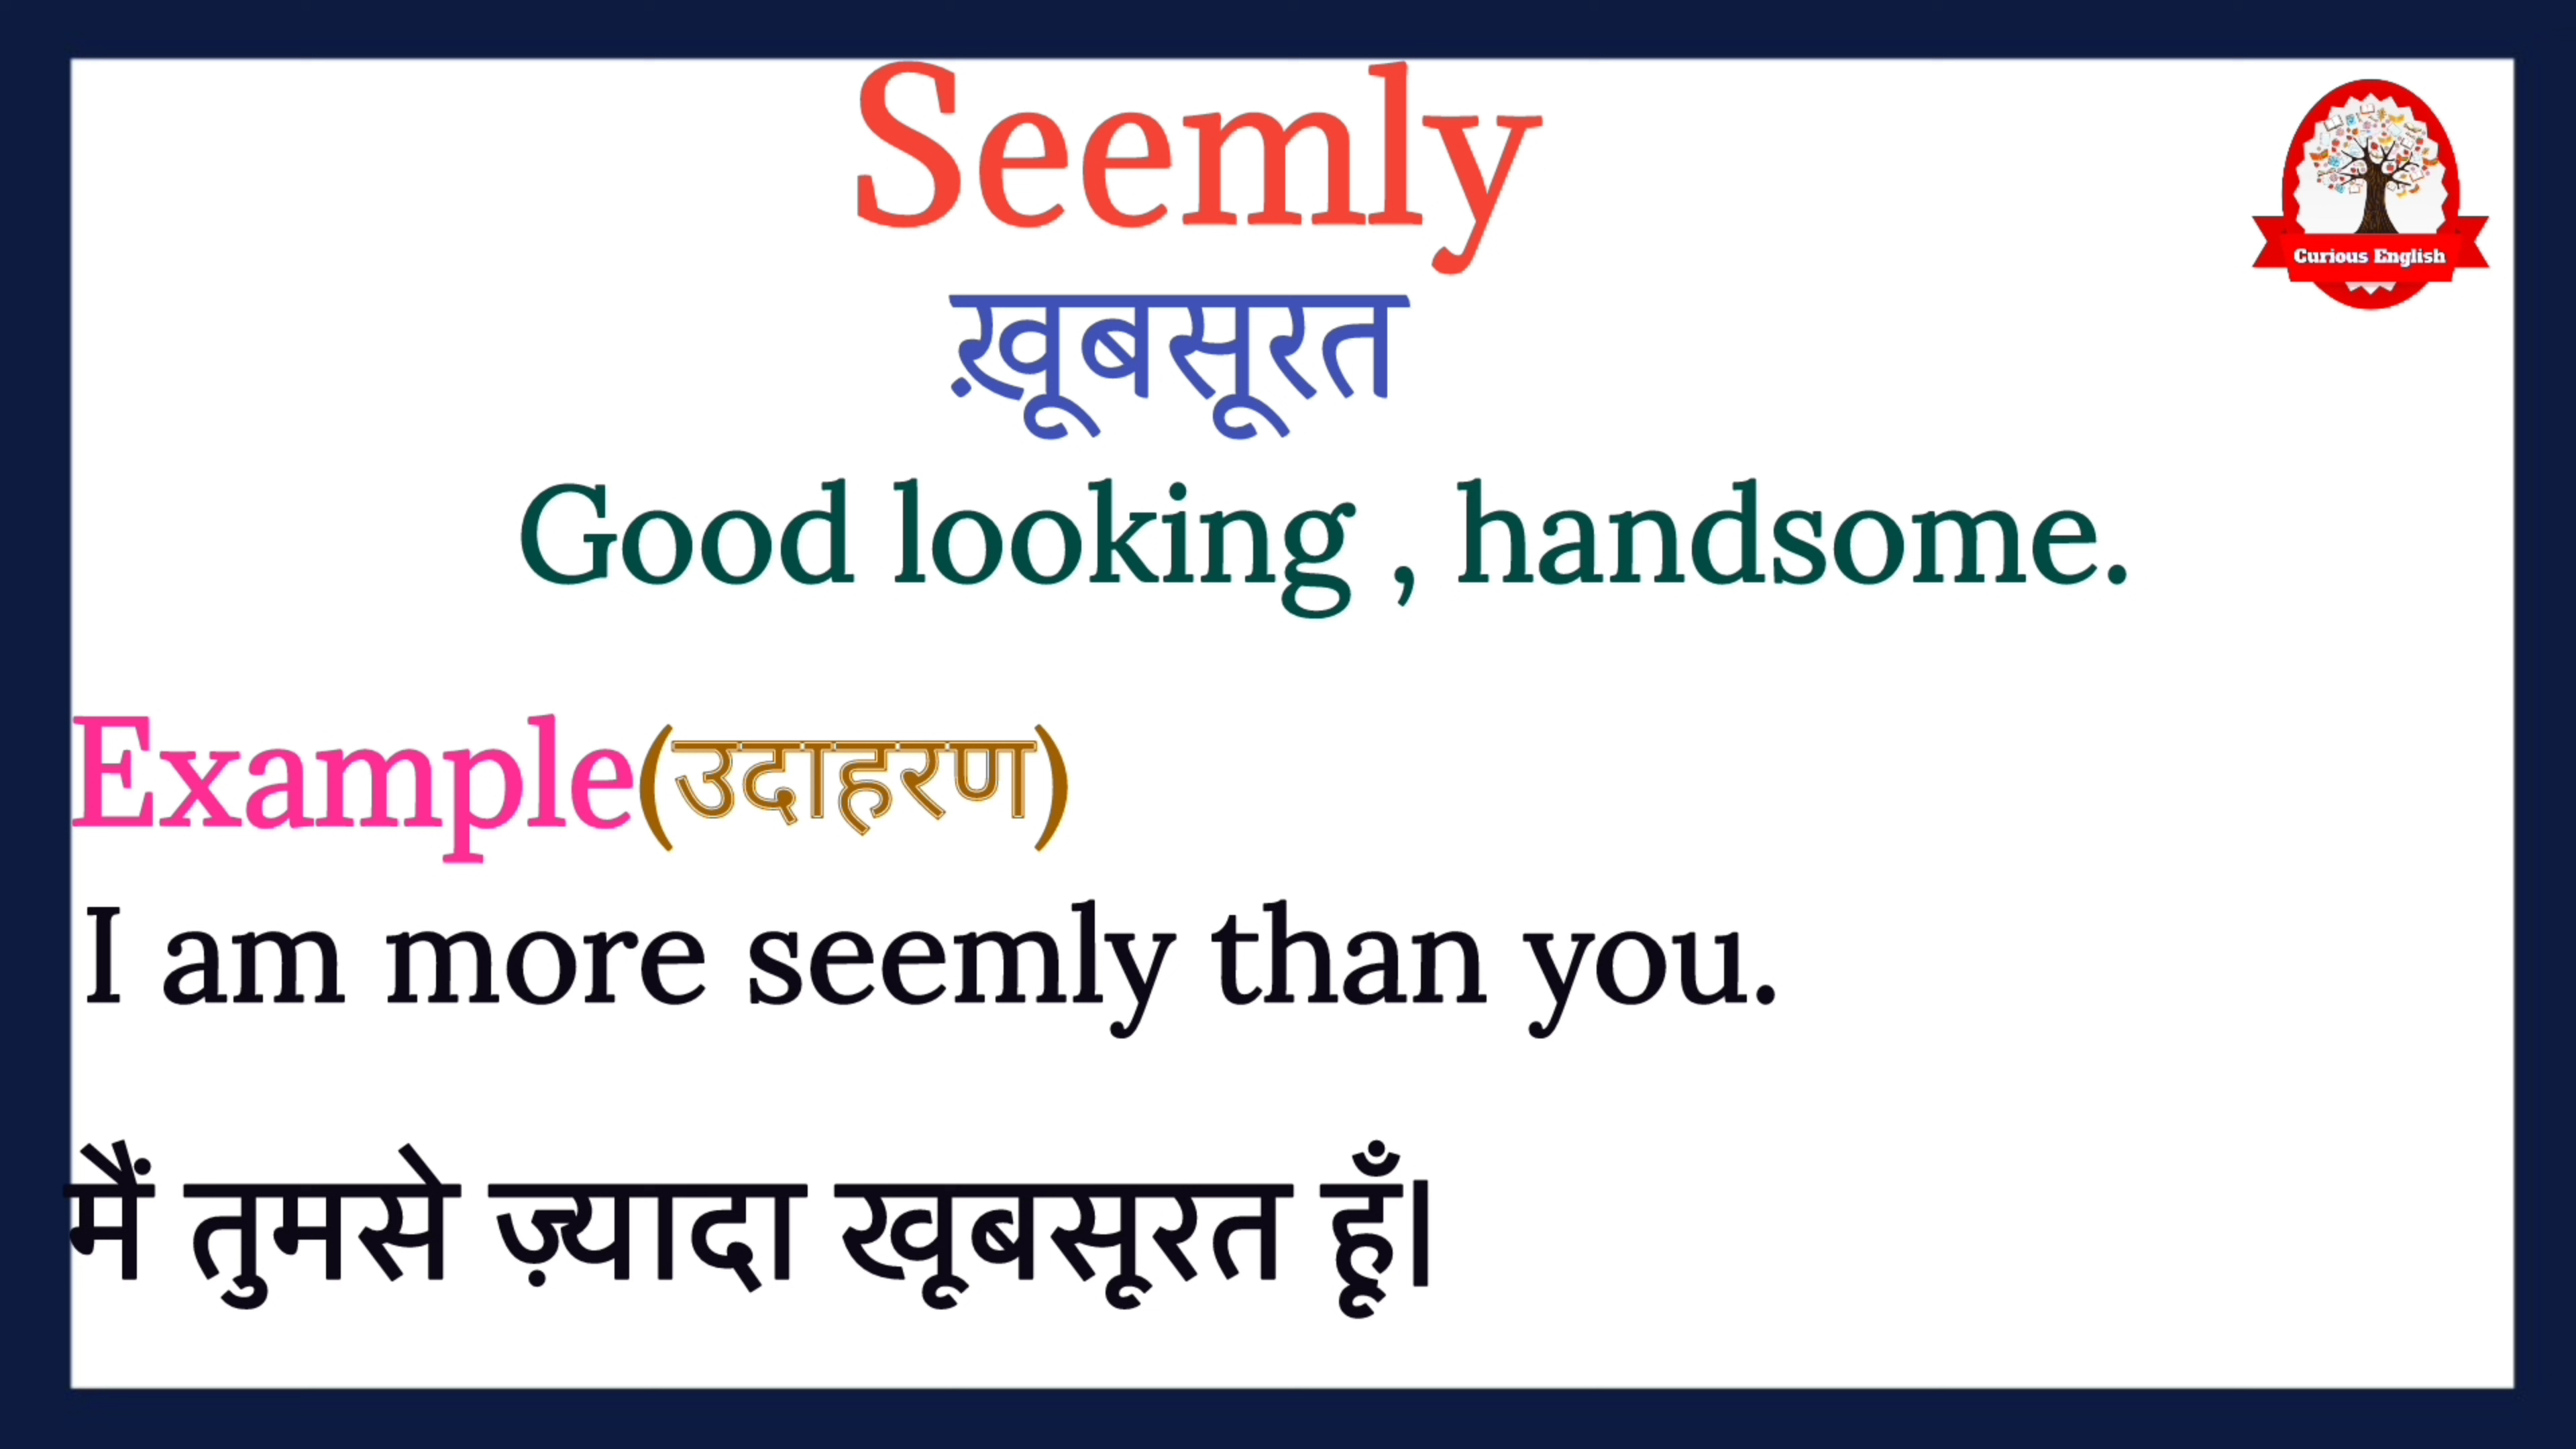 Seemly
Curious English
ख़ूबसूरत
Good looking , handsome.
Example(उदाहरण)
I am more seemly than you.
मैं तुमसे ज़्यादा खूबसूरत हूँ।